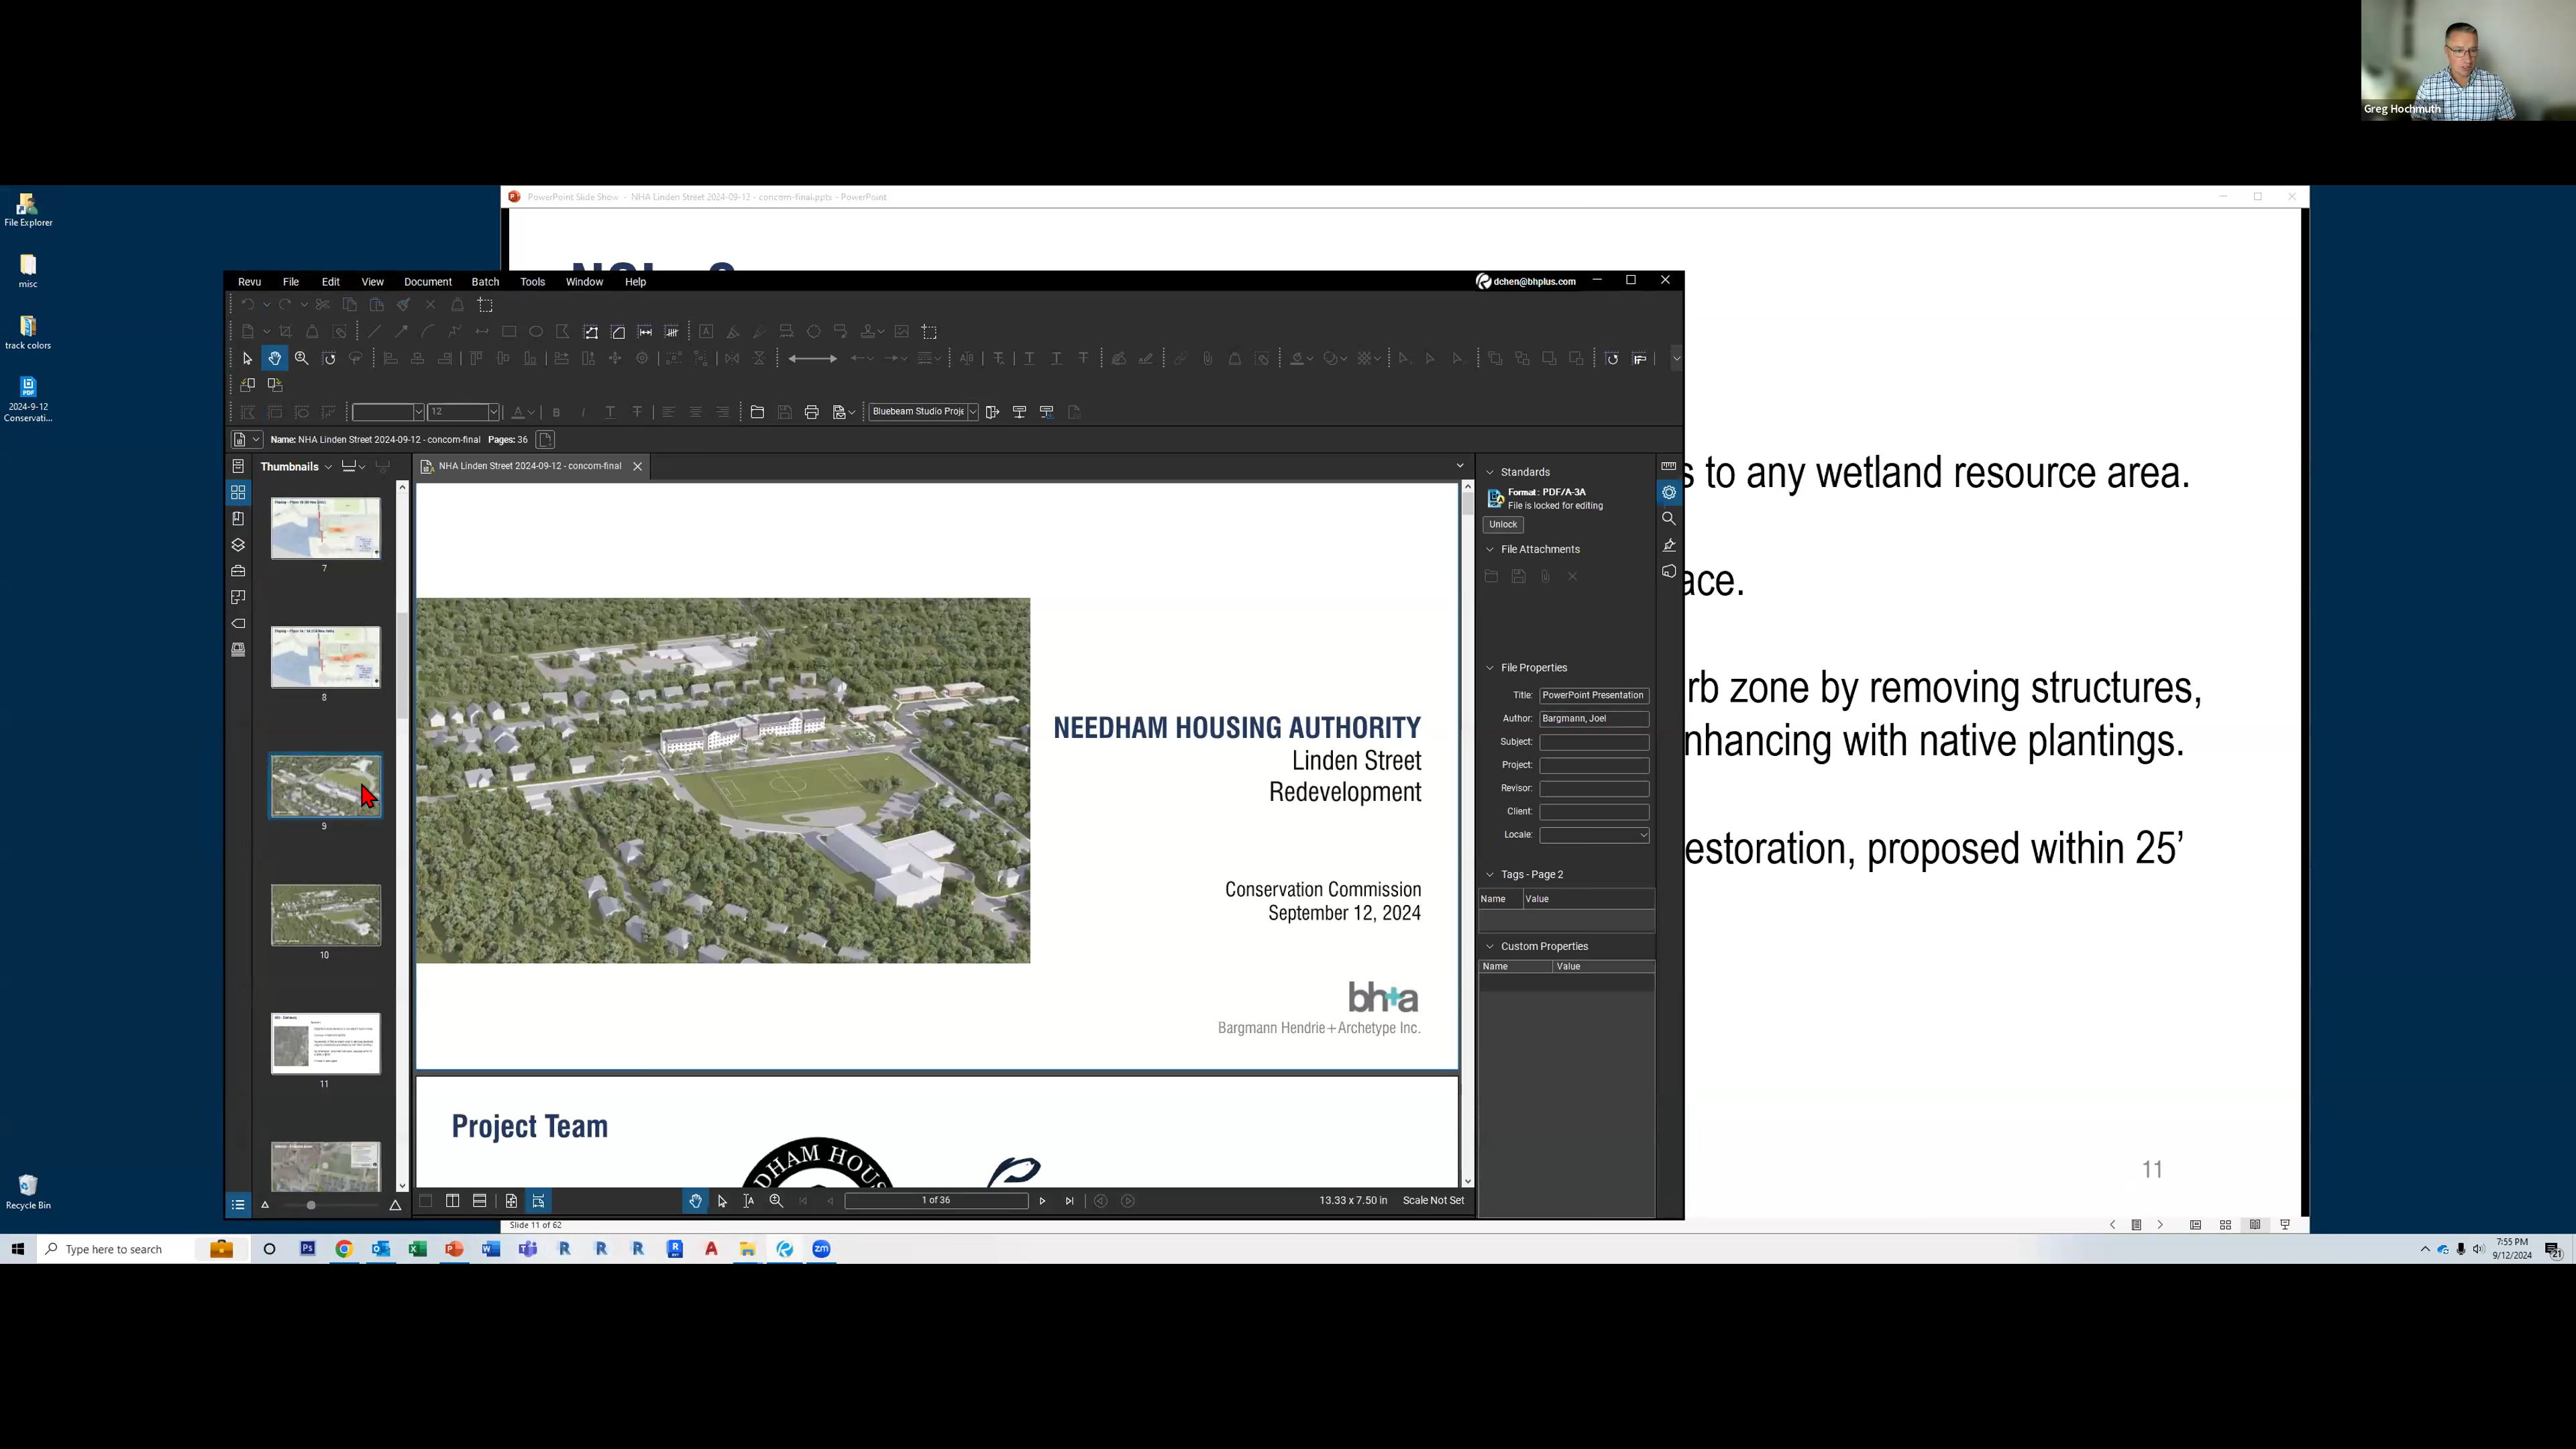 Greg Hochmuth
File Explorer
misc
track colors
2024-9-12
Conservati...
Recycle Bin
PowerPoint Slide Show - NHA Linden Street 2024-09-12 - concom-final.pptx - PowerPoint
s to any wetland resource area.
ace.
rb zone by removing structures,
nhancing with native plantings.
estoration, proposed within 25’
11
Slide 11 of 62
Revu File Edit View Document Batch Tools Window Help
dchen@bhplus.com
12
Bluebeam Studio Proje
Name: NHA Linden Street 2024-09-12 - concom-final Pages: 36
Thumbnails
7
8
9
10
11
NHA Linden Street 2024-09-12 - concom-final
NEEDHAM HOUSING AUTHORITY
Linden Street
Redevelopment
Conservation Commission
September 12, 2024
bh+a
Bargmann Hendrie+Archetype Inc.
Project Team
DHAM HOUS
1 of 36
13.33 x 7.50 in
Scale Not Set
Standards
Format: PDF/A-3A
File is locked for editing
Unlock
File Attachments
File Properties
Title: PowerPoint Presentation
Author: Bargmann, Joel
Subject:
Project:
Revisor:
Client:
Locale:
Tags - Page 2
Name Value
Custom Properties
Name Value
Type here to search
7:55 PM
9/12/2024
21